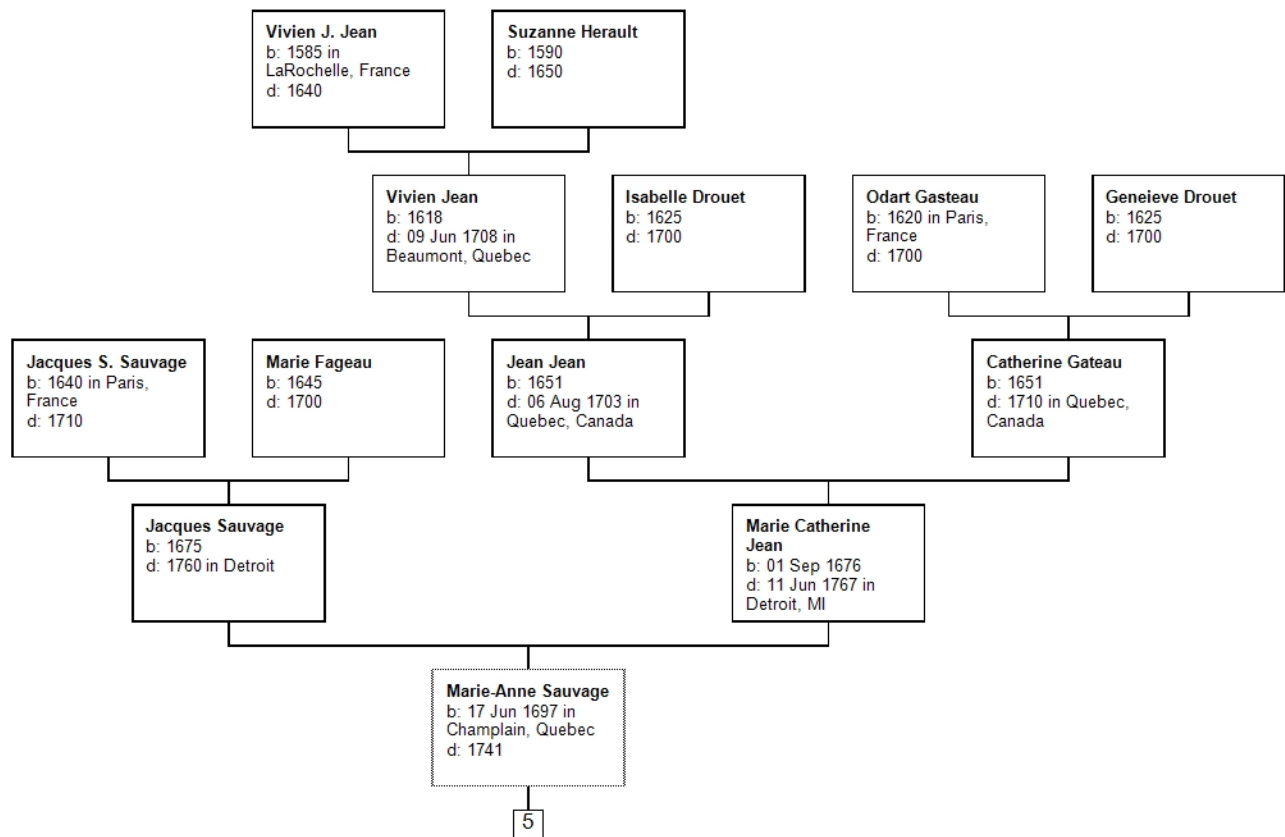 Vivien J. Jean
b: 1585 in
LaRochelle, France
d: 1640
Suzanne Herault
b: 1590
d: 1650
Vivien Jean
b: 1618
d: 09 Jun 1708 in
Beaumont, Quebec
Isabelle Drouet
b: 1625
d: 1700
Odart Gasteau
b: 1620 in Paris,
France
d: 1700
Geneieve Drouet
b: 1625
d: 1700
Jacques S. Sauvage
b: 1640 in Paris,
France
d: 1710
Marie Fageau
b: 1645
d: 1700
Jean Jean
b: 1651
d: 06 Aug 1703 in
Quebec, Canada
Catherine Gateau
b: 1651
d: 1710 in Quebec,
Canada
Jacques Sauvage
b: 1675
d: 1760 in Detroit
Marie Catherine
Jean
b: 01 Sep 1676
d: 11 Jun 1767 in
Detroit, MI
Marie-Anne Sauvage
b: 17 Jun 1697 in
Champlain, Quebec
d: 1741
5